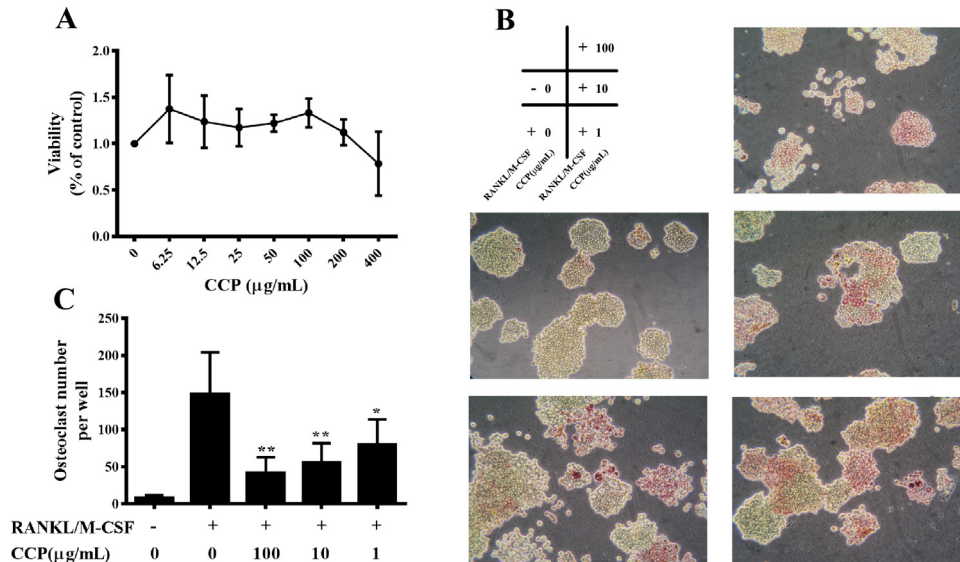 A
2.0
1.5
1.0
0.5
0.0
Viability
(% of control)
0 6.25 12.5 25 50 100 200 400
CCP (μg/mL)
B
+ 100
- 0 + 10
+ 0 + 1
RANKL/M-CSF CCP(μg/mL) RANKL/M-CSF CCP(μg/mL)
C
250
200
150
100
50
0
Osteoclast number
per well
** ** *
RANKL/M-CSF - + + + +
CCP(μg/mL) 0 0 100 10 1